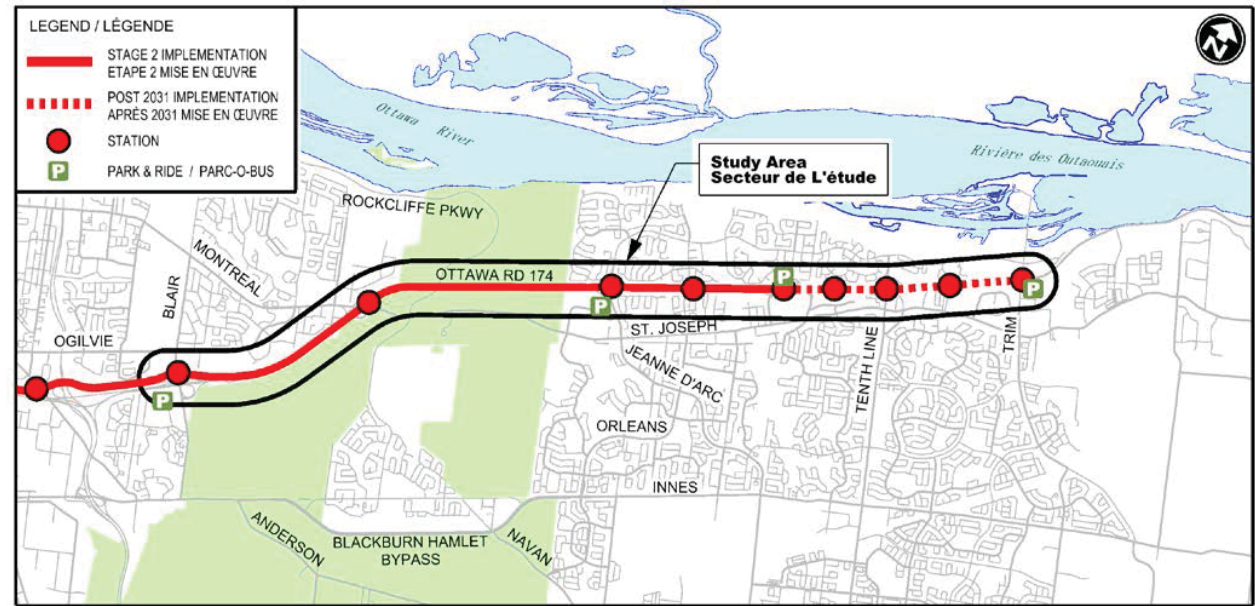 LEGEND / LÉGENDE
STAGE 2 IMPLEMENTATION
ETAPE 2 MISE EN ŒUVRE
POST 2031 IMPLEMENTATION
APRÈS 2031 MISE EN ŒUVRE
STATION
P
PARK & RIDE / PARC-O-BUS
N
Ottawa River
Rivière des Outaouais
Study Area
Secteur de L'étude
ROCKCLIFFE PKWY
MONTREAL
BLAIR
OGILVIE
OTTAWA RD 174
P
P
P
P
ST. JOSEPH
JEANNE D'ARC
TENTH LINE
TRIM
ORLEANS
INNES
ANDERSON
BLACKBURN HAMLET
BYPASS
NAVAN